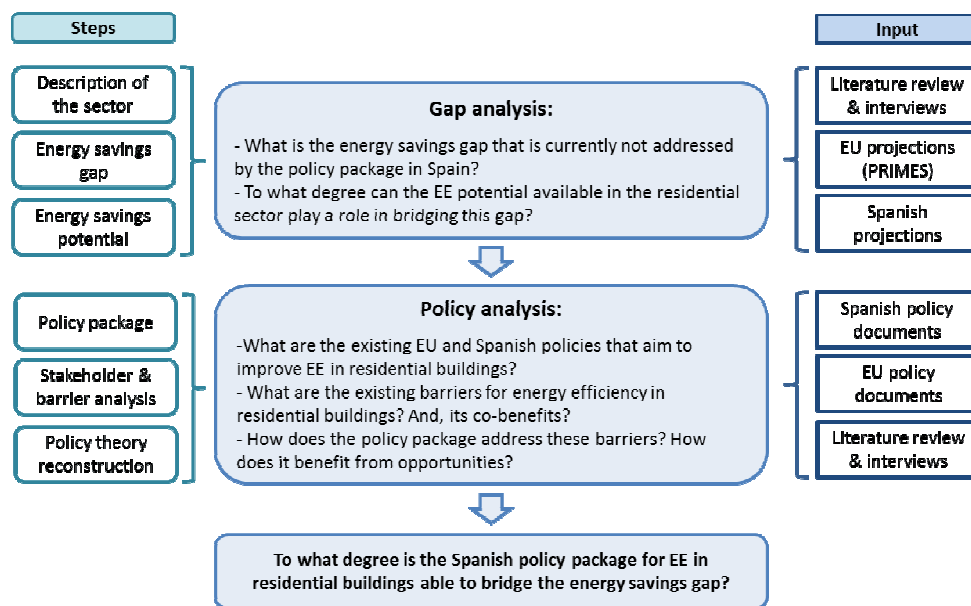 Steps
Description of
the sector
Energy savings
gap
Energy savings
potential
Gap analysis:
- What is the energy savings gap that is currently not addressed
by the policy package in Spain?
- To what degree can the EE potential available in the residential
sector play a role in bridging this gap?
Input
Literature review
& interviews
EU projections
(PRIMES)
Spanish
projections
Policy package
Stakeholder &
barrier analysis
Policy theory
reconstruction
Policy analysis:
-What are the existing EU and Spanish policies that aim to
improve EE in residential buildings?
- What are the existing barriers for energy efficiency in
residential buildings? And, its co-benefits?
- How does the policy package address these barriers? How
does it benefit from opportunities?
Spanish policy
documents
EU policy
documents
Literature review
& interviews
To what degree is the Spanish policy package for EE in
residential buildings able to bridge the energy savings gap?